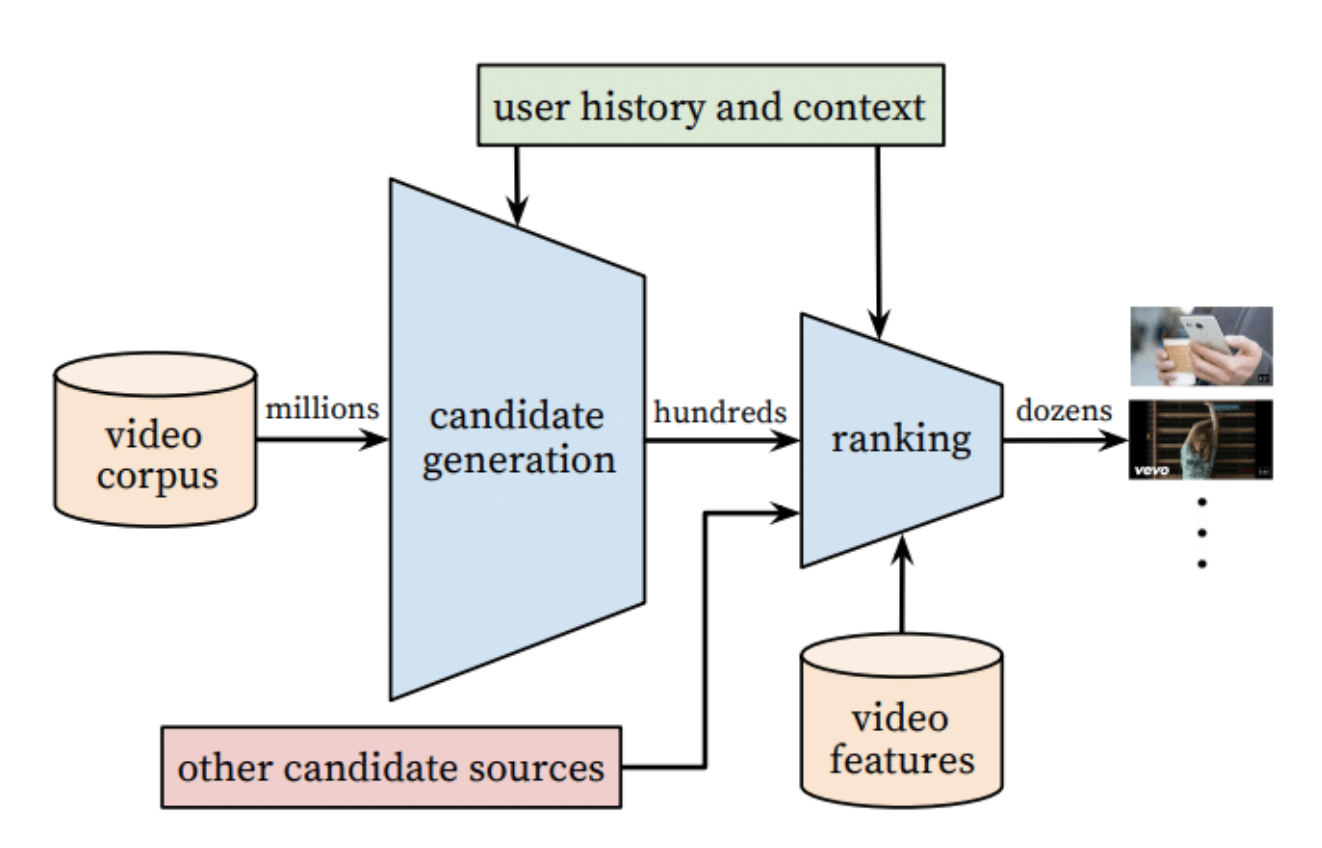 user history and context
video
corpus
millions
candidate
generation
hundreds
ranking
dozens
vevo
other candidate sources
video
features